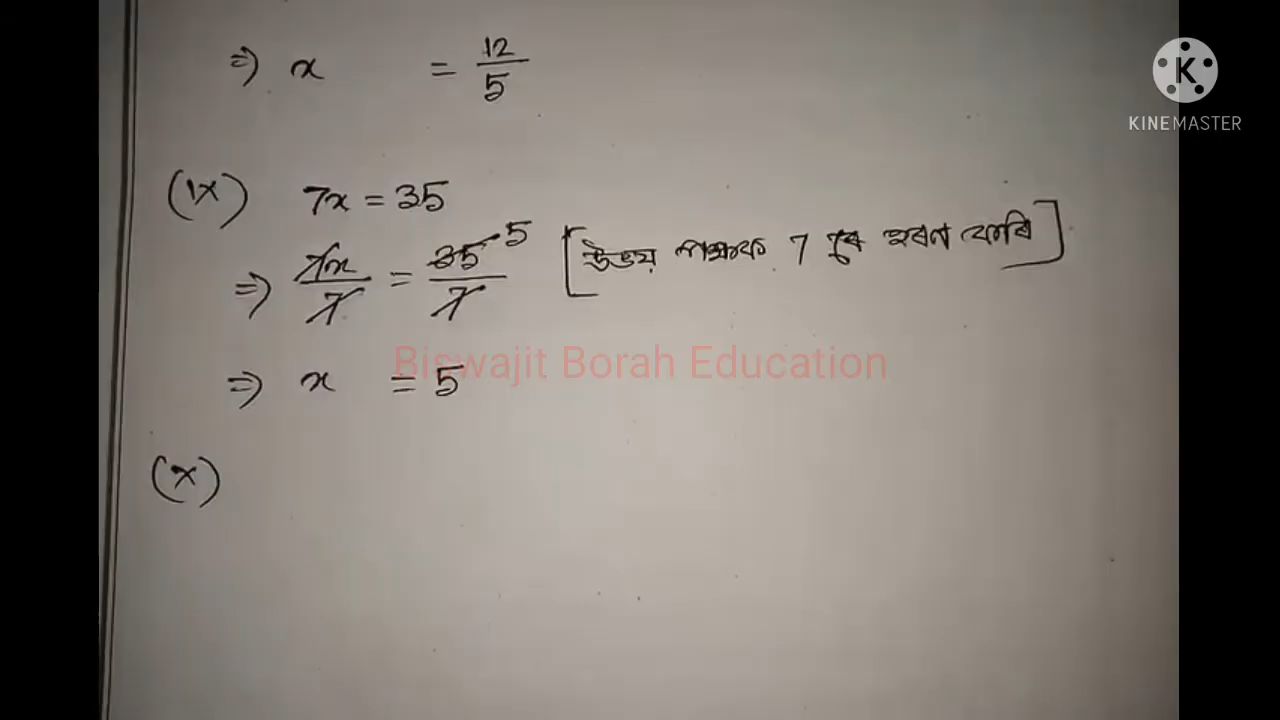 ⇒ x = 12/5
KINEMASTER
(ix) 7x = 35
⇒ 7x/7 = 35/7 5 [উভয় পক্ষক 7 ৰে হৰণ কৰি]
Biswajit Borah Education
⇒ x = 5
(x)